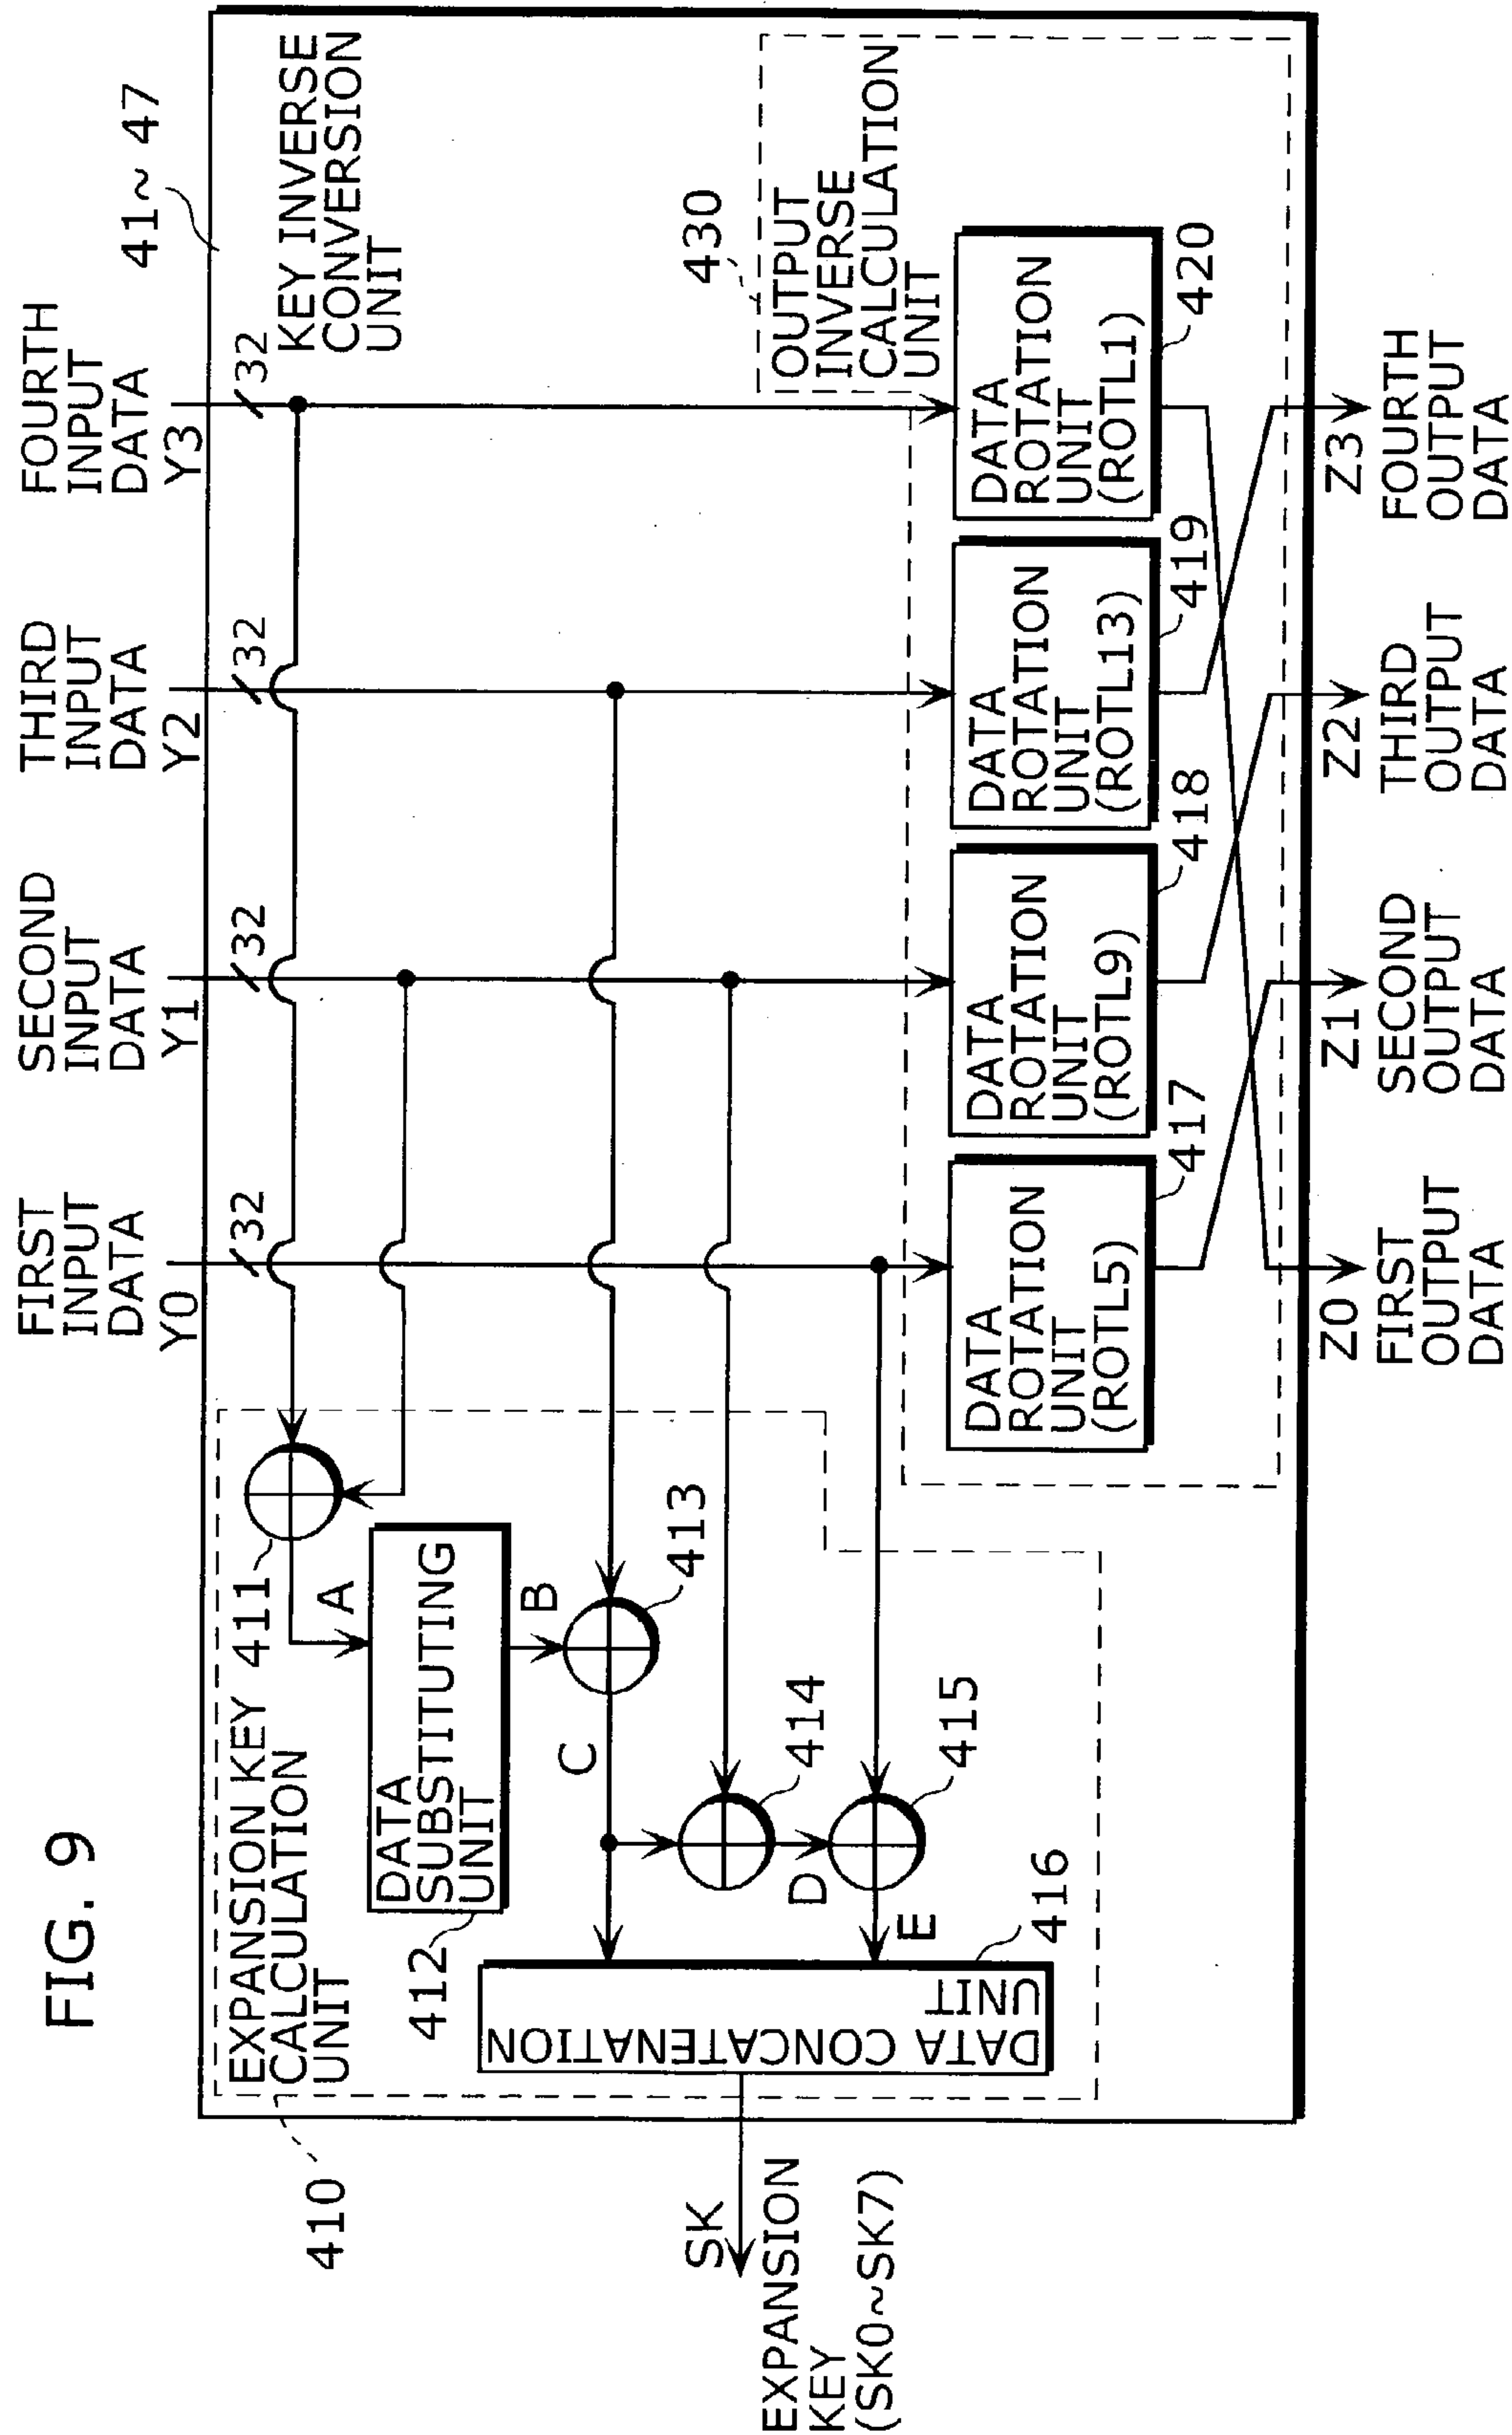 FIG. 9
FIRST
INPUT
DATA
Y0
SECOND
INPUT
DATA
Y1
THIRD
INPUT
DATA
Y2
FOURTH
INPUT
DATA
Y3
32
32
32
32
41~47
KEY INVERSE
CONVERSION
UNIT
410
EXPANSION KEY
CALCULATION
UNIT
411
A
DATA
SUBSTITUTING
UNIT
412
B
413
C
414
D
415
E
DATA CONCATENATION
UNIT
416
SK
EXPANSION
KEY
(SK0~SK7)
430
OUTPUT
INVERSE
CALCULATION
UNIT
DATA
ROTATION
UNIT
(ROTL5)
417
DATA
ROTATION
UNIT
(ROTL9)
418
DATA
ROTATION
UNIT
(ROTL13)
419
DATA
ROTATION
UNIT
(ROTL1)
420
Z0
FIRST
OUTPUT
DATA
Z1
SECOND
OUTPUT
DATA
Z2
THIRD
OUTPUT
DATA
Z3
FOURTH
OUTPUT
DATA